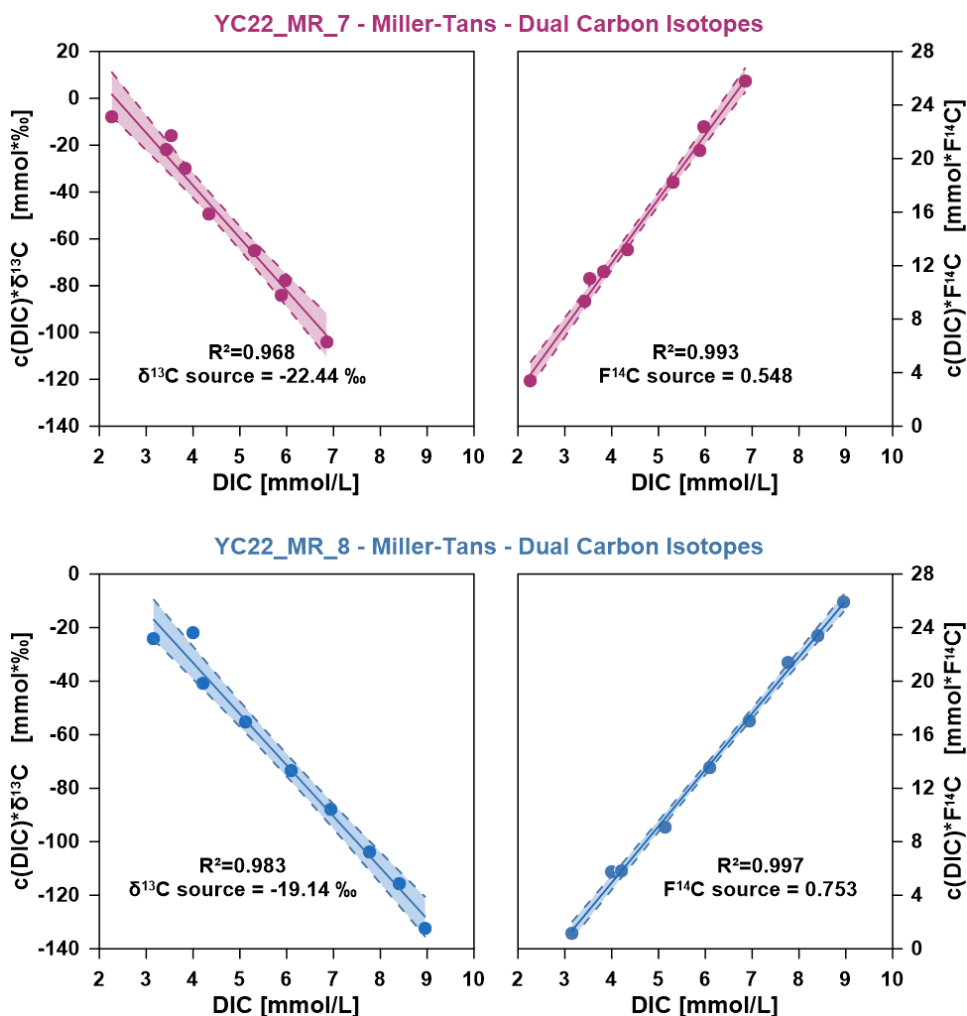 YC22_MR_7 - Miller-Tans - Dual Carbon Isotopes
c(DIC)*δ¹³C [mmol*‰]
20
0
-20
-40
-60
-80
-100
-120
-140
R²=0.968
δ¹³C source = -22.44 ‰
2 3 4 5 6 7 8 9 10
DIC [mmol/L]
R²=0.993
F¹⁴C source = 0.548
2 3 4 5 6 7 8 9 10
DIC [mmol/L]
28
24
20
16
12
8
4
0
c(DIC)*F¹⁴C [mmol*F¹⁴C]
YC22_MR_8 - Miller-Tans - Dual Carbon Isotopes
c(DIC)*δ¹³C [mmol*‰]
0
-20
-40
-60
-80
-100
-120
-140
R²=0.983
δ¹³C source = -19.14 ‰
2 3 4 5 6 7 8 9 10
DIC [mmol/L]
R²=0.997
F¹⁴C source = 0.753
2 3 4 5 6 7 8 9 10
DIC [mmol/L]
28
24
20
16
12
8
4
0
c(DIC)*F¹⁴C [mmol*F¹⁴C]